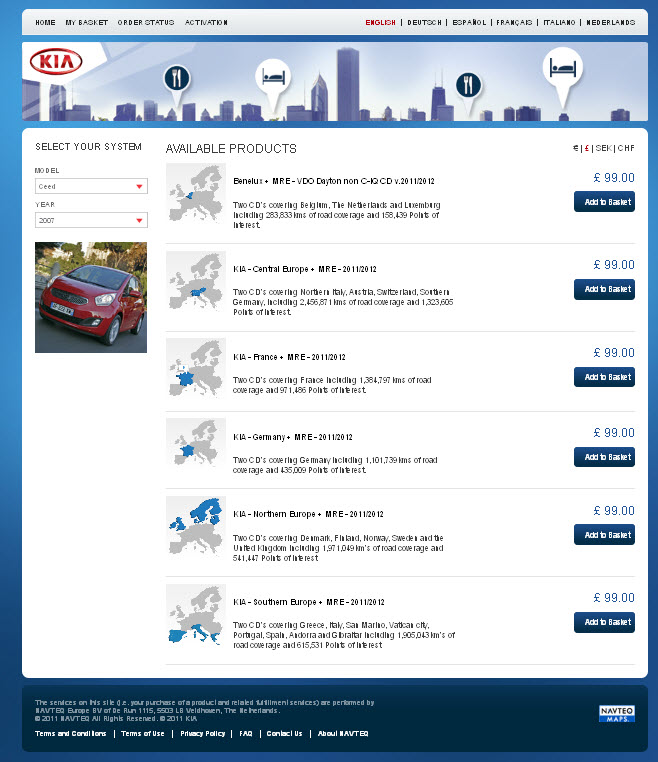 HOME MY BASKET ORDER STATUS ACTIVATION ENGLISH | DEUTSCH | ESPAÑOL | FRANÇAIS | ITALIANO | NEDERLANDS
KIA
SELECT YOUR SYSTEM
MODEL
Ceed
YEAR
2007
AVAILABLE PRODUCTS
€ | £ | SEK | CHF
Benelux + MRE - VDO Dayton non C-IQ CD v.2011/2012
Two CD's covering Belgium, The Netherlands and Luxemburg
including 283,833 kms of road coverage and 158,439 Points of
Interest.
£ 99.00
Add to Basket
KIA - Central Europe + MRE - 2011/2012
Two CD's covering Northern Italy, Austria, Switzerland, Southern
Germany, including 2,456,871 kms of road coverage and 1,323,605
Points of Interest.
£ 99.00
Add to Basket
KIA - France + MRE - 2011/2012
Two CD's covering France including 1,384,797 kms of road
coverage and 971,486 Points of Interest.
£ 99.00
Add to Basket
KIA - Germany + MRE - 2011/2012
Two CD's covering Germany including 1,101,739 kms of road
coverage and 435,009 Points of Interest.
£ 99.00
Add to Basket
KIA - Northern Europe + MRE - 2011/2012
Two CD's covering Denmark, Finland, Norway, Sweden and the
United Kingdom including 1,971,049 km's of road coverage and
541,447 Points of Interest
£ 99.00
Add to Basket
KIA - Southern Europe + MRE - 2011/2012
Two CD's covering Greece, Italy, San Marino, Vatican city,
Portugal, Spain, Andorra and Gibraltar including 1,905,043 km's of
road coverage and 615,531 Points of Interest
£ 99.00
Add to Basket
The services on this site (i.e. your purchase of a product and related fulfillment services) are performed by
NAVTEQ Europe BV of De Run 1115, 5503 LB Veldhoven, The Netherlands.
© 2011 NAVTEQ All Rights Reserved. © 2011 KIA
Terms and Conditions | Terms of Use | Privacy Policy | FAQ | Contact Us | About NAVTEQ
NAVTEQ
MAPS.